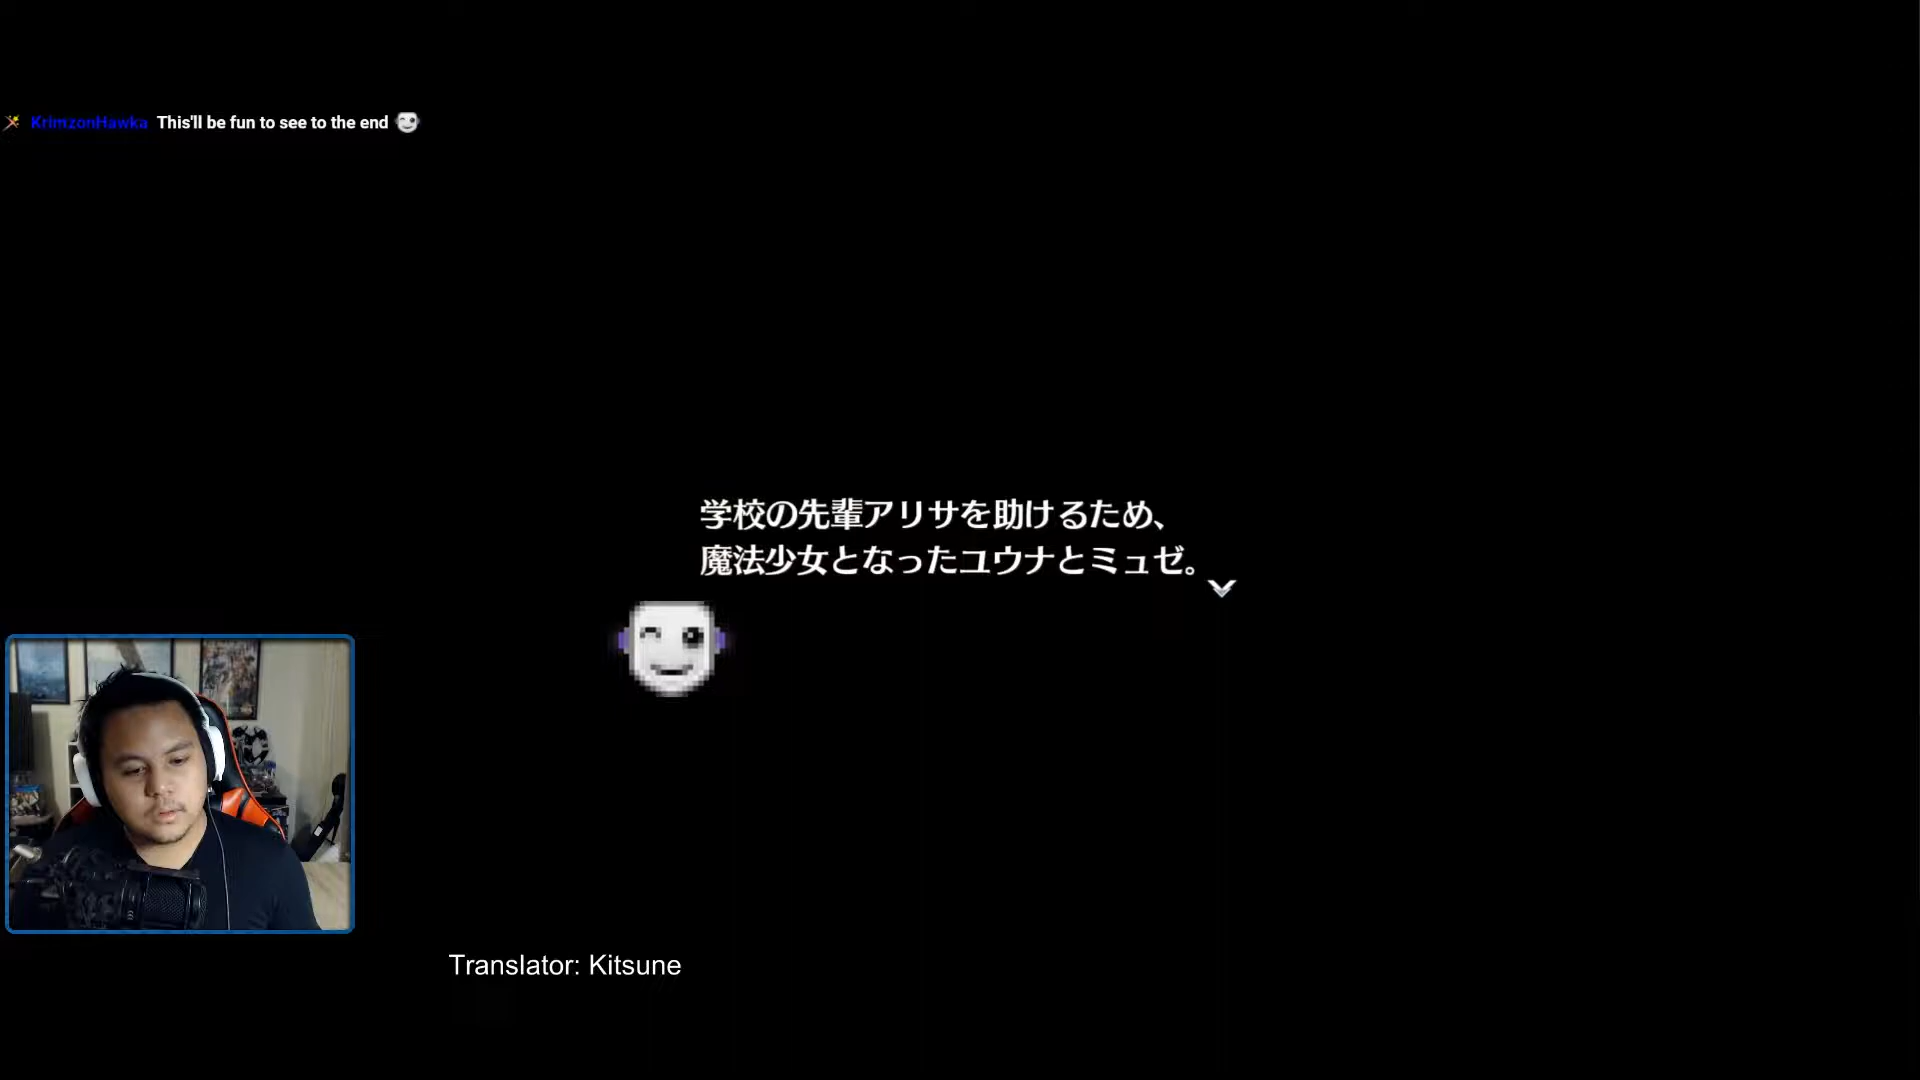 KrimzonHawka This'll be fun to see to the end
学校の先輩アリサを助けるため、
魔法少女となったユウナとミュゼ。
Translator: Kitsune